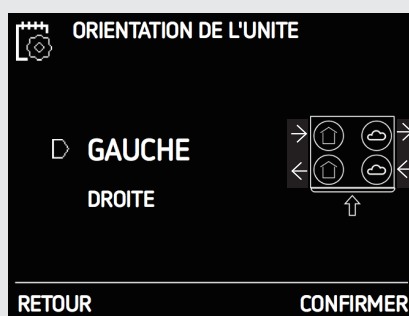 ORIENTATION DE L'UNITE
GAUCHE
DROITE
RETOUR CONFIRMER